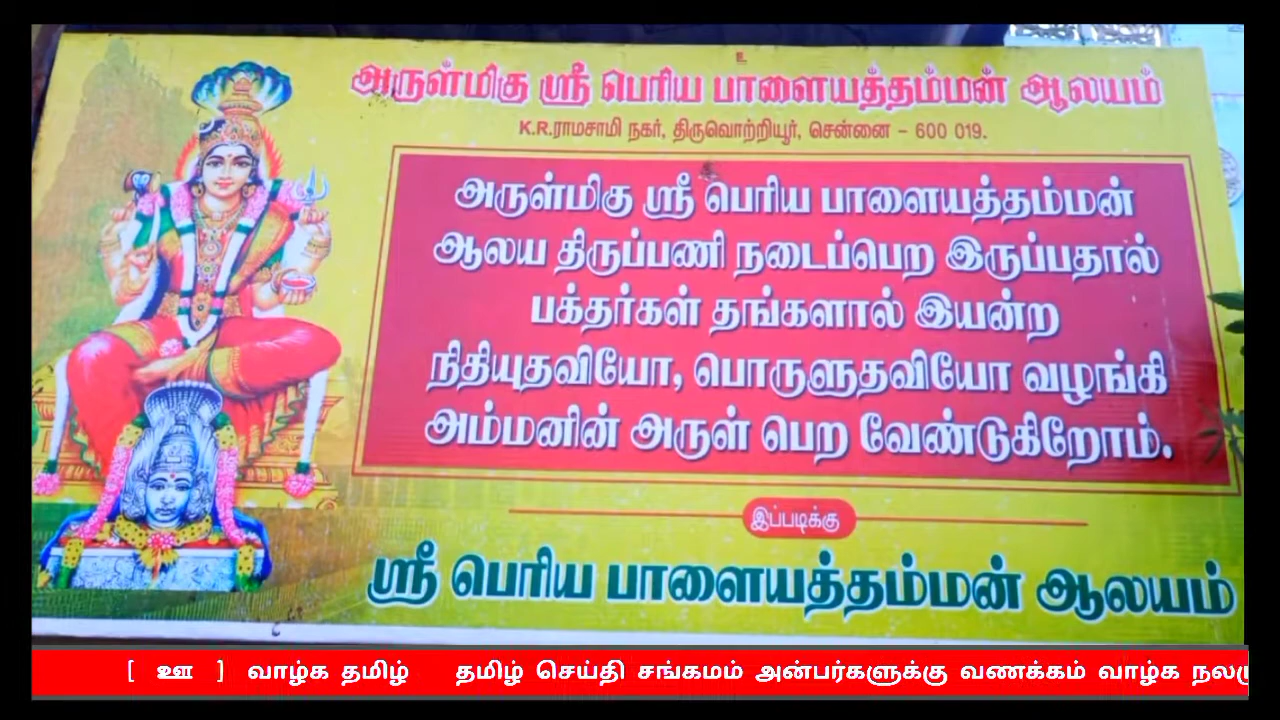 அருள்மிகு ஸ்ரீ பெரிய பாளையத்தம்மன் ஆலயம்
K.R.ராமசாமி நகர், திருவொற்றியூர், சென்னை - 600 019.
அருள்மிகு ஸ்ரீ பெரிய பாளையத்தம்மன்
ஆலய திருப்பணி நடைப்பெற இருப்பதால்
பக்தர்கள் தங்களால் இயன்ற
நிதியுதவியோ, பொருளுதவியோ வழங்கி
அம்மனின் அருள் பெற வேண்டுகிறோம்.
இப்படிக்கு
ஸ்ரீ பெரிய பாளையத்தம்மன் ஆலயம்
[ ஊ ] வாழ்க தமிழ் தமிழ் செய்தி சங்கமம் அன்பர்களுக்கு வணக்கம் வாழ்க